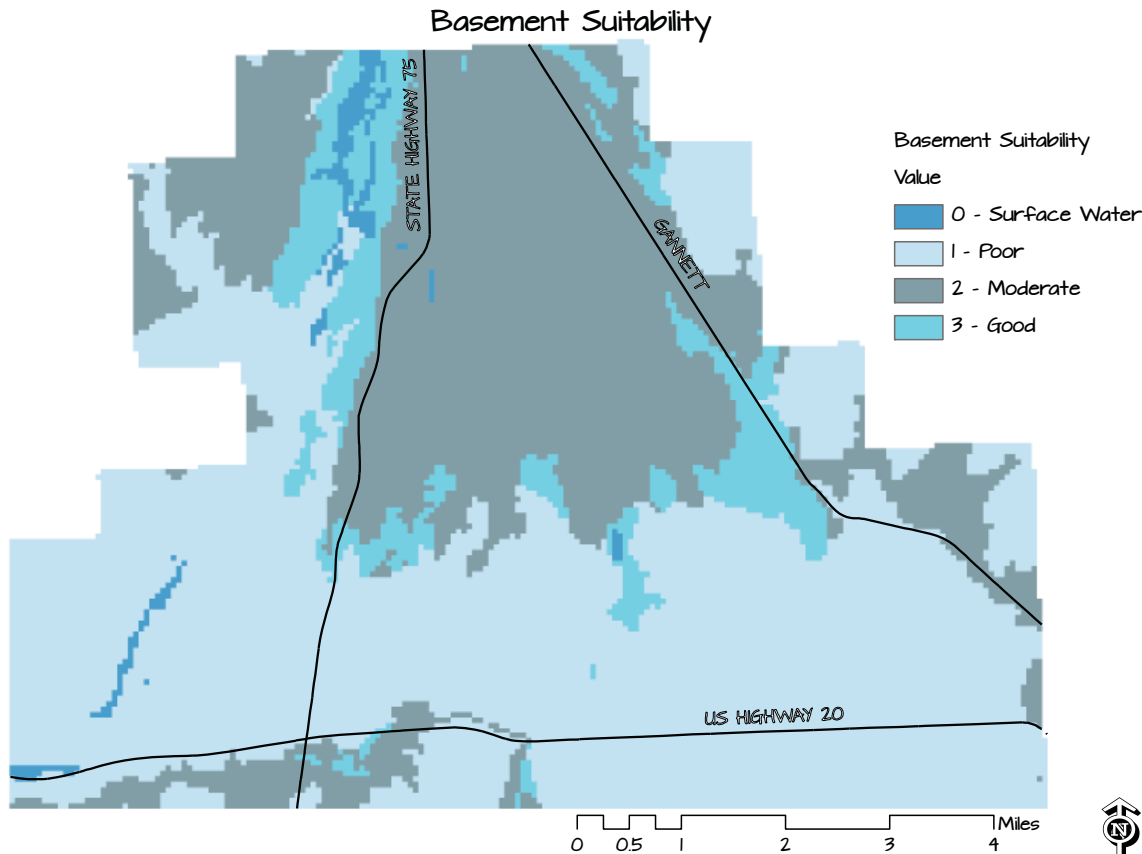 Basement Suitability
STATE HIGHWAY 75
GANNETT
US HIGHWAY 20
Basement Suitability
Value
0 - Surface Water
1 - Poor
2 - Moderate
3 - Good
Miles
0 0.5 1 2 3 4
N